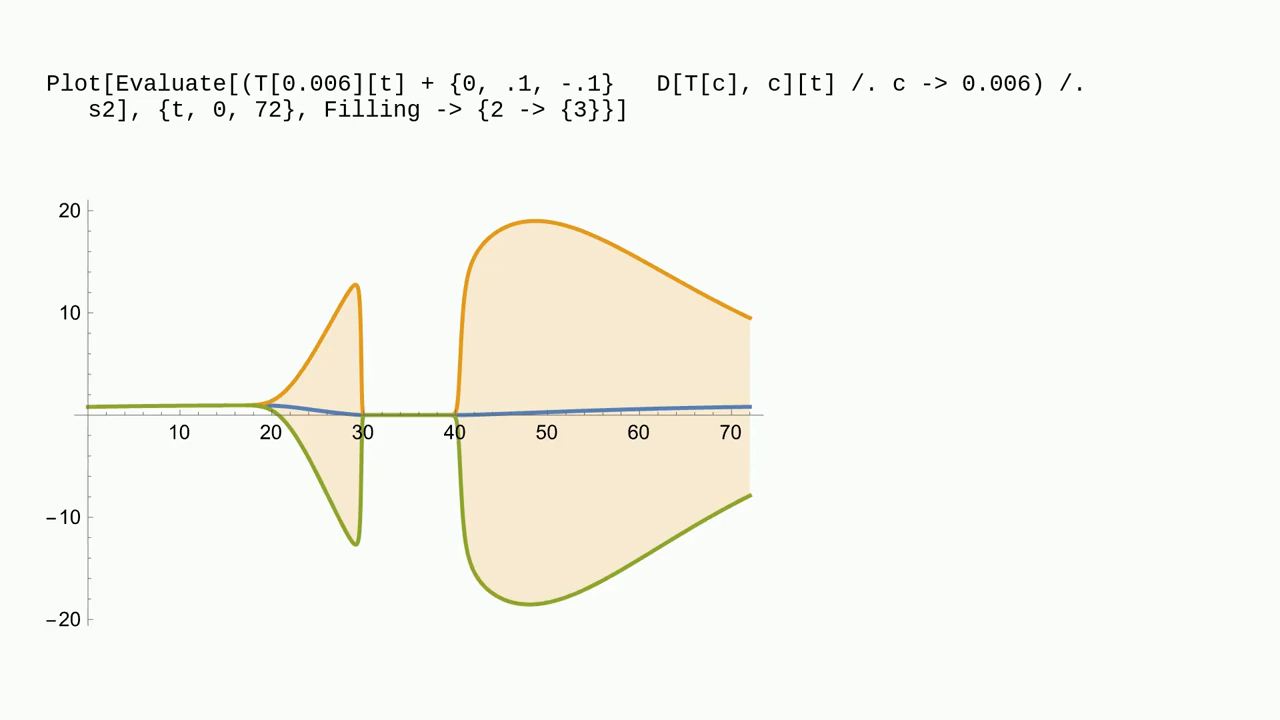 Plot[Evaluate[(T[0.006][t] + {0, .1, -.1}   D[T[c], c][t] /. c -> 0.006) /.
s2], {t, 0, 72}, Filling -> {2 -> {3}}]
20
10
10 20 30 40 50 60 70
−10
−20